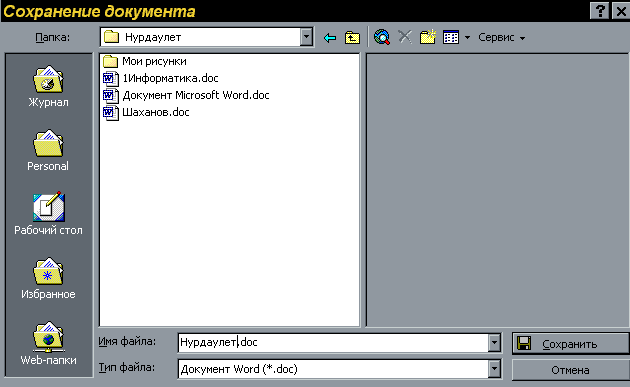 Сохранение документа
Папка: Нурдаулет Сервис
Мои рисунки
1Информатика.doc
Документ Microsoft Word.doc
Шаханов.doc
Журнал
Personal
Рабочий стол
Избранное
Web-папки
Имя файла: Нурдаулет.doc Сохранить
Тип файла: Документ Word (*.doc) Отмена